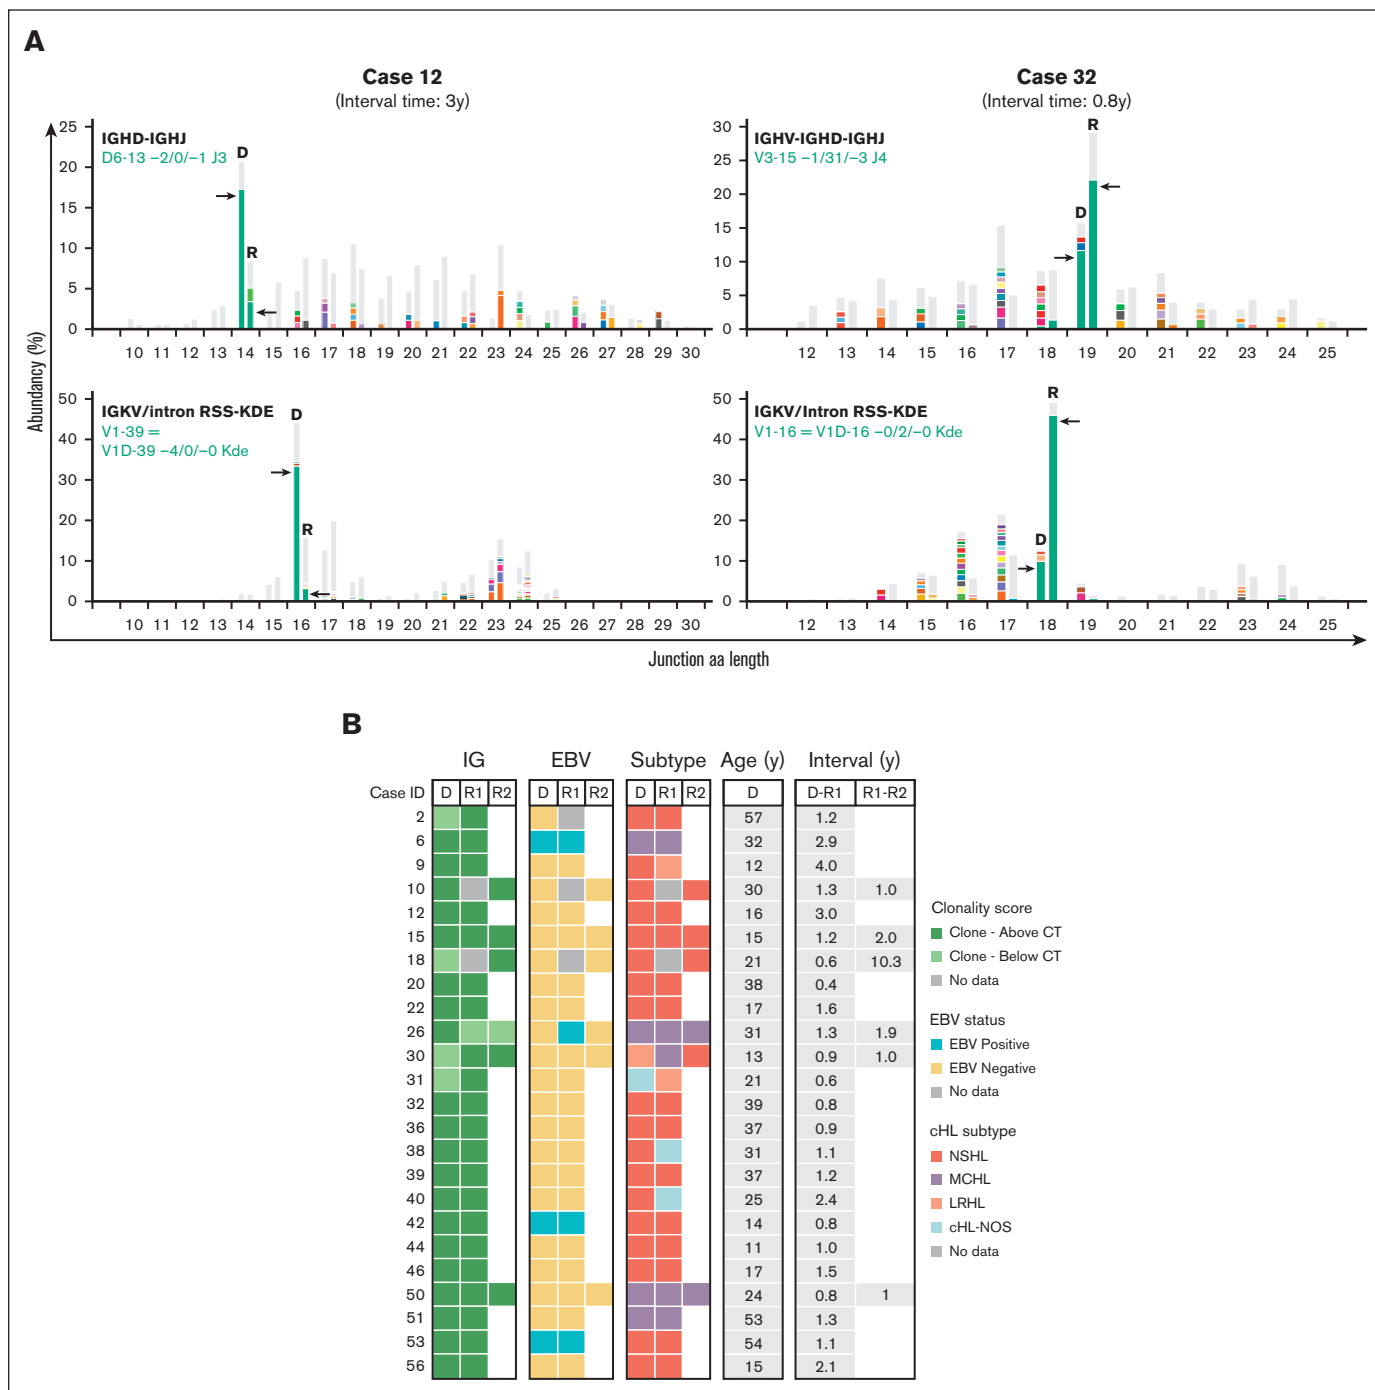 A
Case 12
(Interval time: 3y)
Case 32
(Interval time: 0.8y)
Abundancy (%)
25
20
15
10
5
0
IGHD-IGHJ
D6-13 −2/0/−1 J3
D
R
10 11 12 13 14 15 16 17 18 19 20 21 22 23 24 25 26 27 28 29 30
30
25
20
15
10
5
0
IGHV-IGHD-IGHJ
V3-15 −1/31/−3 J4
D
R
12 13 14 15 16 17 18 19 20 21 22 23 24 25
50
40
30
20
10
0
IGKV/intron RSS-KDE
V1-39 =
V1D-39 −4/0/−0 Kde
D
R
10 11 12 13 14 15 16 17 18 19 20 21 22 23 24 25 26 27 28 29 30
50
40
30
20
10
0
IGKV/Intron RSS-KDE
V1-16 = V1D-16 −0/2/−0 Kde
D
R
12 13 14 15 16 17 18 19 20 21 22 23 24 25
Junction aa length
B
IG EBV Subtype Age (y) Interval (y)
Case ID D R1 R2 D R1 R2 D R1 R2 D D-R1 R1-R2
2 57 1.2
6 32 2.9
9 12 4.0
10 30 1.3 1.0
12 16 3.0
15 15 1.2 2.0
18 21 0.6 10.3
20 38 0.4
22 17 1.6
26 31 1.3 1.9
30 13 0.9 1.0
31 21 0.6
32 39 0.8
36 37 0.9
38 31 1.1
39 37 1.2
40 25 2.4
42 14 0.8
44 11 1.0
46 17 1.5
50 24 0.8 1
51 53 1.3
53 54 1.1
56 15 2.1
Clonality score
Clone - Above CT
Clone - Below CT
No data
EBV status
EBV Positive
EBV Negative
No data
cHL subtype
NSHL
MCHL
LRHL
cHL-NOS
No data